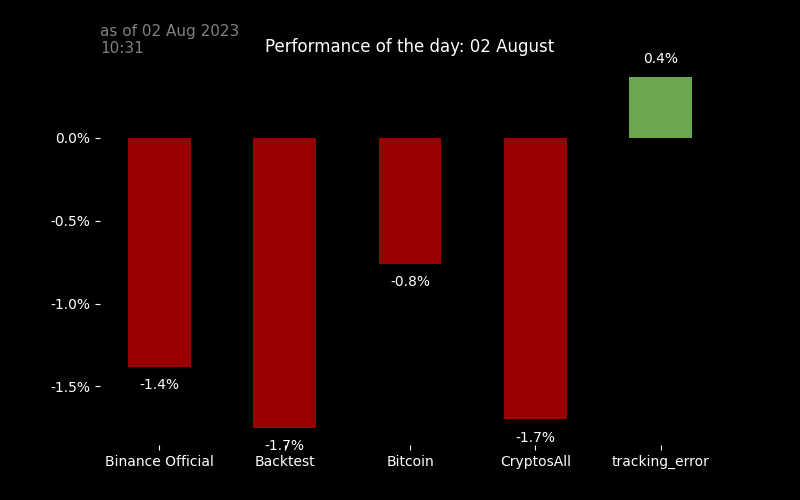 as of 02 Aug 2023
10:31
Performance of the day: 02 August
0.4%
0.0%
-0.5%
-1.0%
-1.5%
-1.4%
-1.7%
-0.8%
-1.7%
Binance Official
Backtest
Bitcoin
CryptosAll
tracking_error